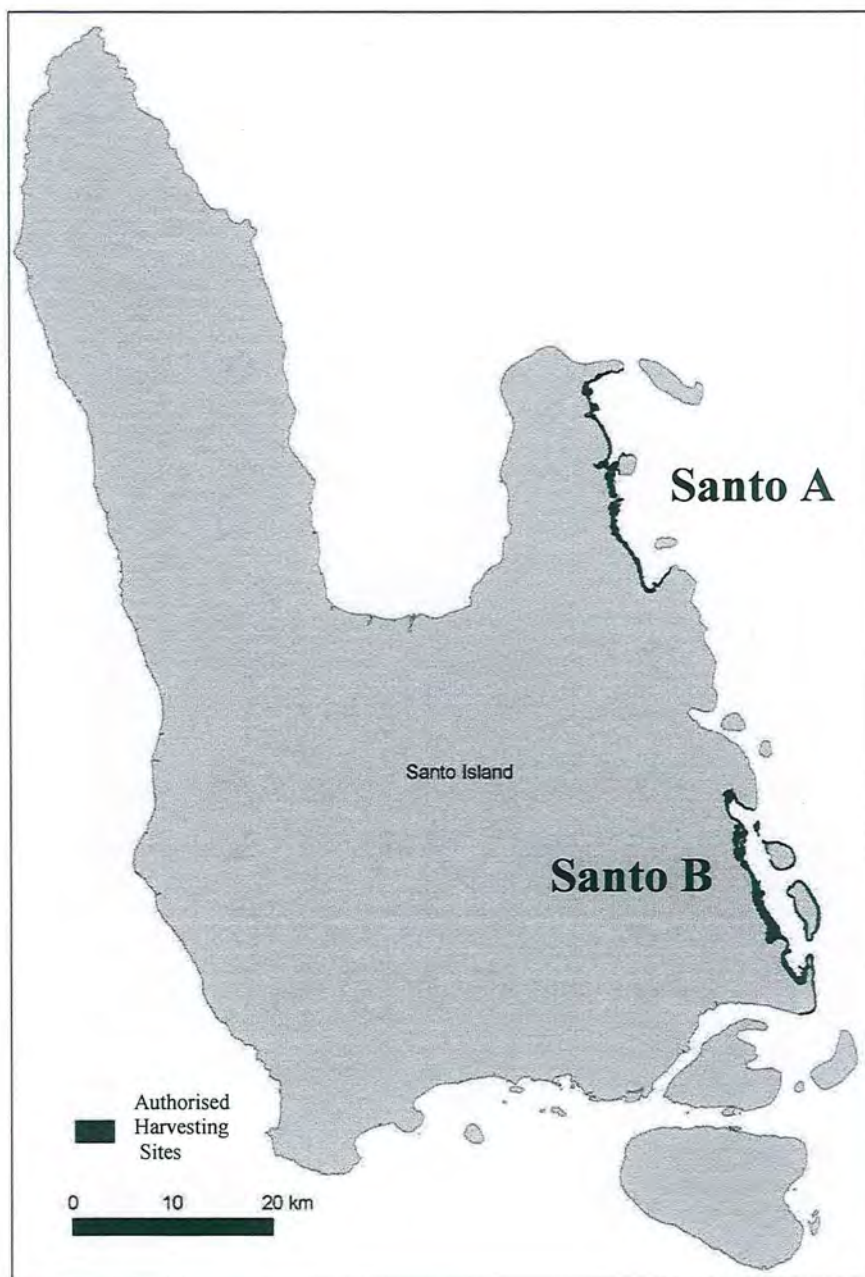 Santo A
Santo Island
Santo B
Authorised
Harvesting
Sites
0 10 20 km